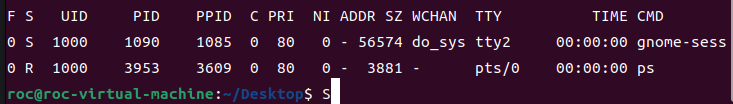 F S   UID     PID    PPID  C PRI  NI ADDR SZ WCHAN  TTY          TIME CMD
0 S  1000    1090    1085  0  80   0 - 56574 do_sys tty2     00:00:00 gnome-sess
0 R  1000    3953    3609  0  80   0 -  3881 -      pts/0    00:00:00 ps
roc@roc-virtual-machine:~/Desktop$ S